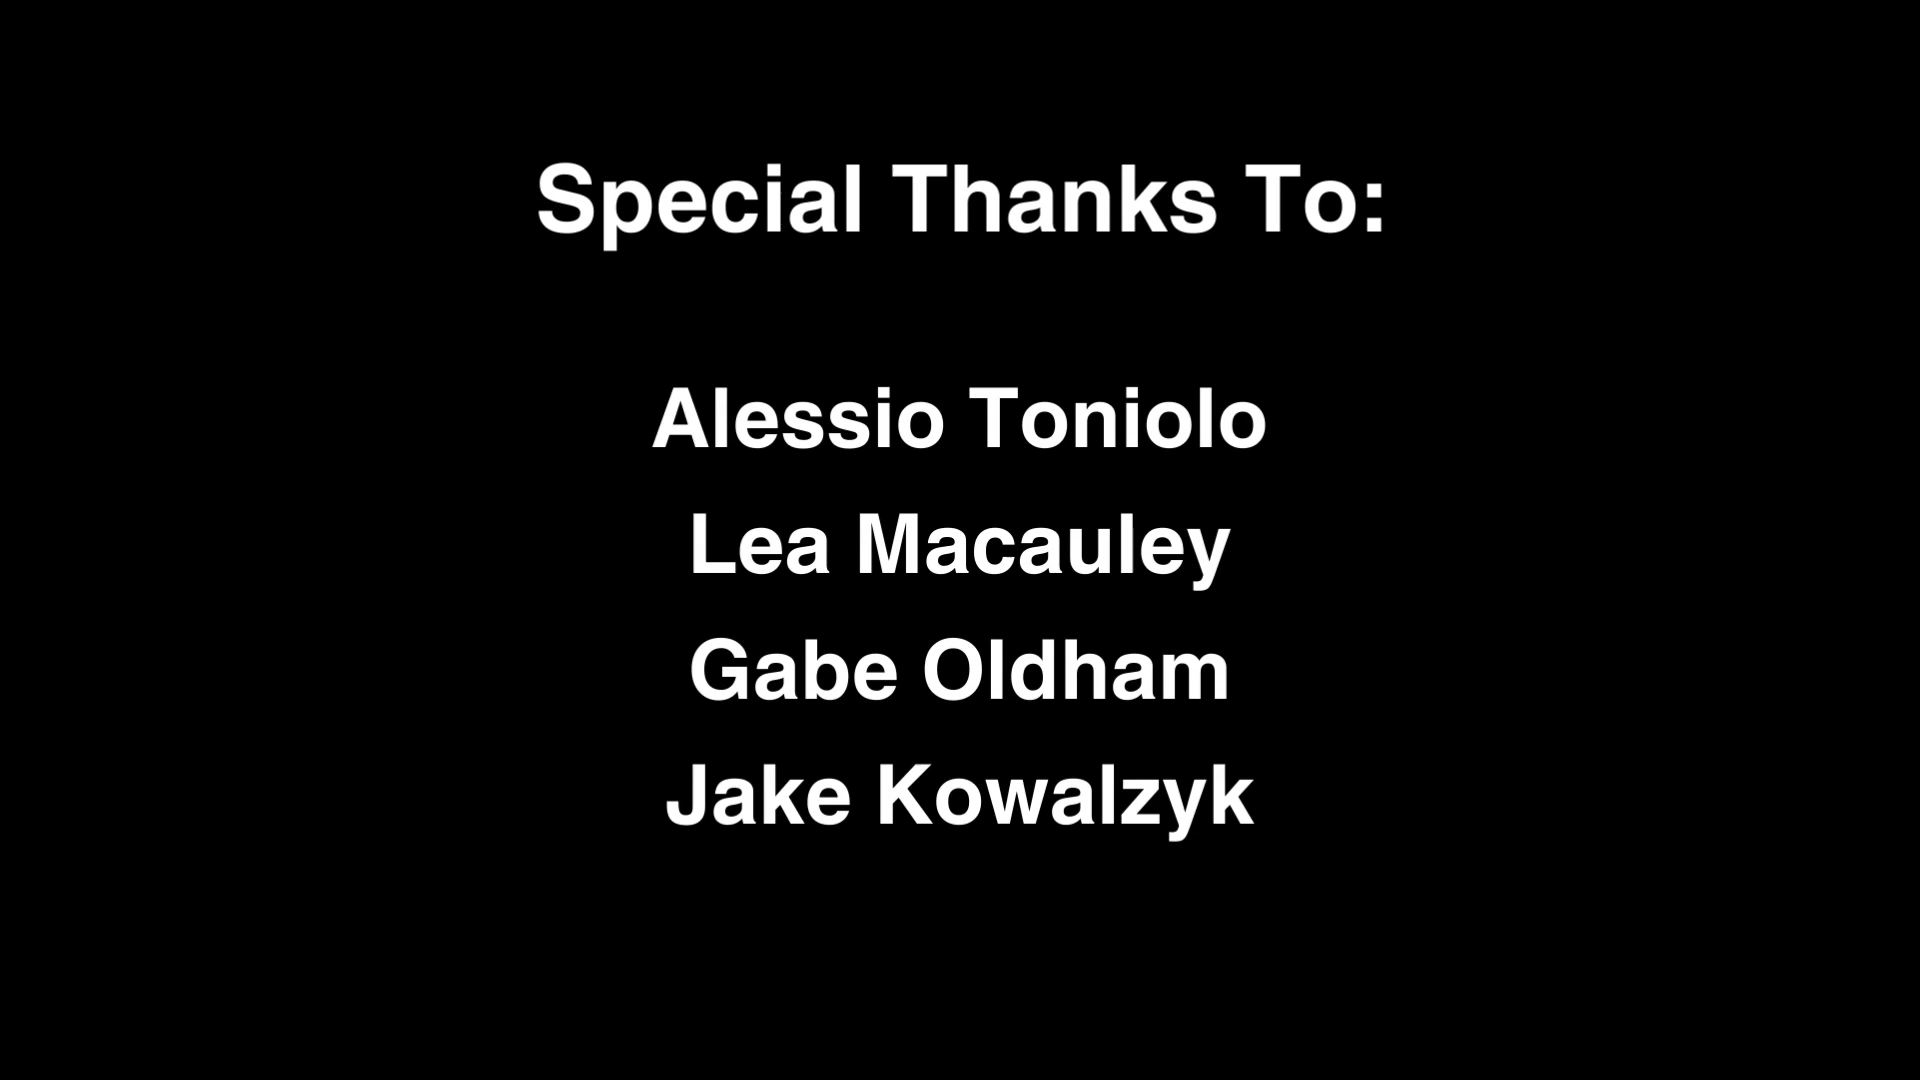 Special Thanks To:
Alessio Toniolo
Lea Macauley
Gabe Oldham
Jake Kowalzyk